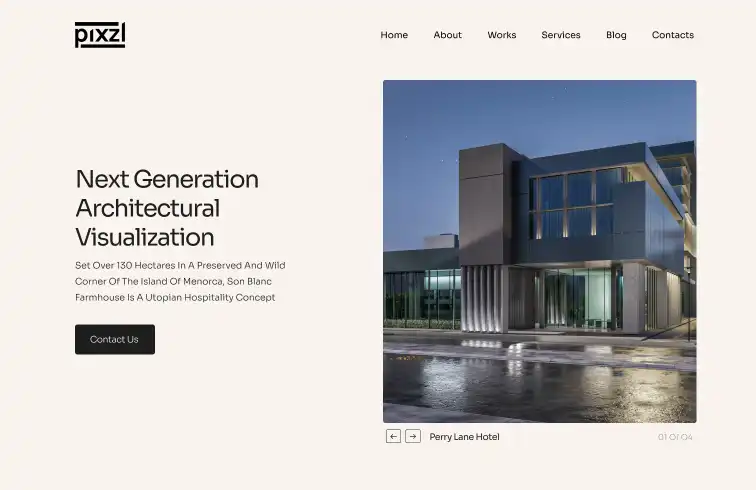 pixzl
Home About Works Services Blog Contacts
Next Generation
Architectural
Visualization
Set Over 130 Hectares In A Preserved And Wild
Corner Of The Island Of Menorca, Son Blanc
Farmhouse Is A Utopian Hospitality Concept
Contact Us
Perry Lane Hotel
01 Of 04